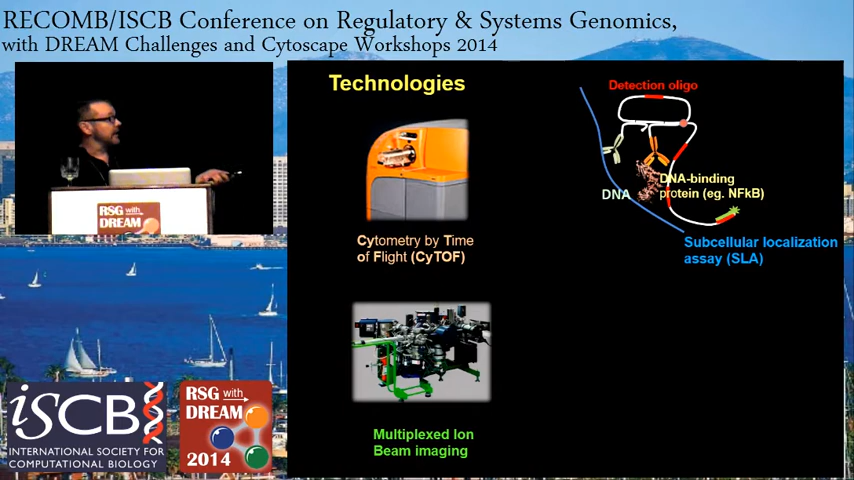 RECOMB/ISCB Conference on Regulatory & Systems Genomics,
with DREAM Challenges and Cytoscape Workshops 2014
RSG with
DREAM
Technologies
Cytometry by Time
of Flight (CyTOF)
Multiplexed Ion
Beam imaging
Detection oligo
DNA-binding
protein (eg. NFkB)
DNA
Subcellular localization
assay (SLA)
iSCB
INTERNATIONAL SOCIETY FOR
COMPUTATIONAL BIOLOGY
RSG with
DREAM
2014